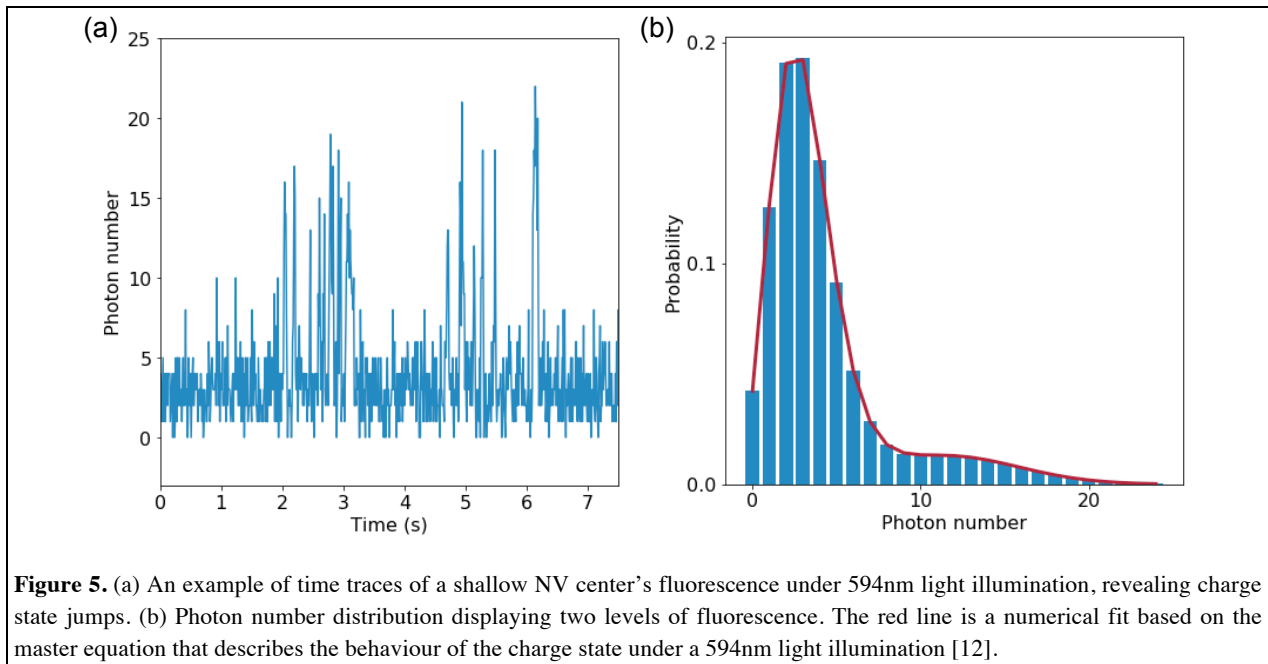 (a)
25
20
15
10
5
0
Photon number
0 1 2 3 4 5 6 7
Time (s)
(b)
0.2
0.1
0.0
Probability
0 10 20
Photon number
Figure 5. (a) An example of time traces of a shallow NV center's fluorescence under 594nm light illumination, revealing charge
state jumps. (b) Photon number distribution displaying two levels of fluorescence. The red line is a numerical fit based on the
master equation that describes the behaviour of the charge state under a 594nm light illumination [12].